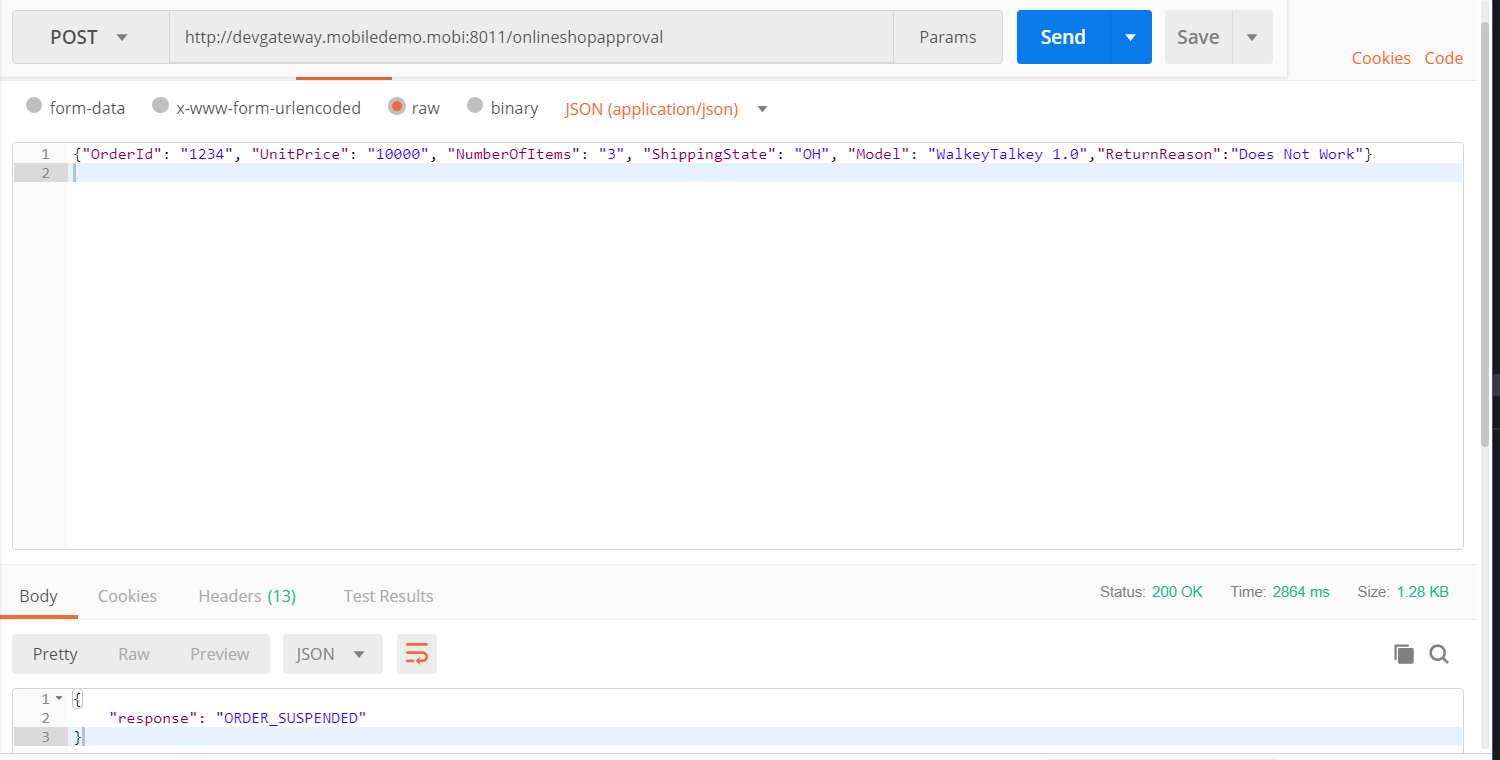 POST http://devgateway.mobiledemo.mobi:8011/onlineshopapproval Params Send Save
Cookies Code
form-data x-www-form-urlencoded raw binary JSON (application/json)
1 {"OrderId": "1234", "UnitPrice": "10000", "NumberOfItems": "3", "ShippingState": "OH", "Model": "WalkeyTalkey 1.0","ReturnReason":"Does Not Work"}
2
Body Cookies Headers (13) Test Results Status: 200 OK Time: 2864 ms Size: 1.28 KB
Pretty Raw Preview JSON
1 {
2 "response": "ORDER_SUSPENDED"
3 }